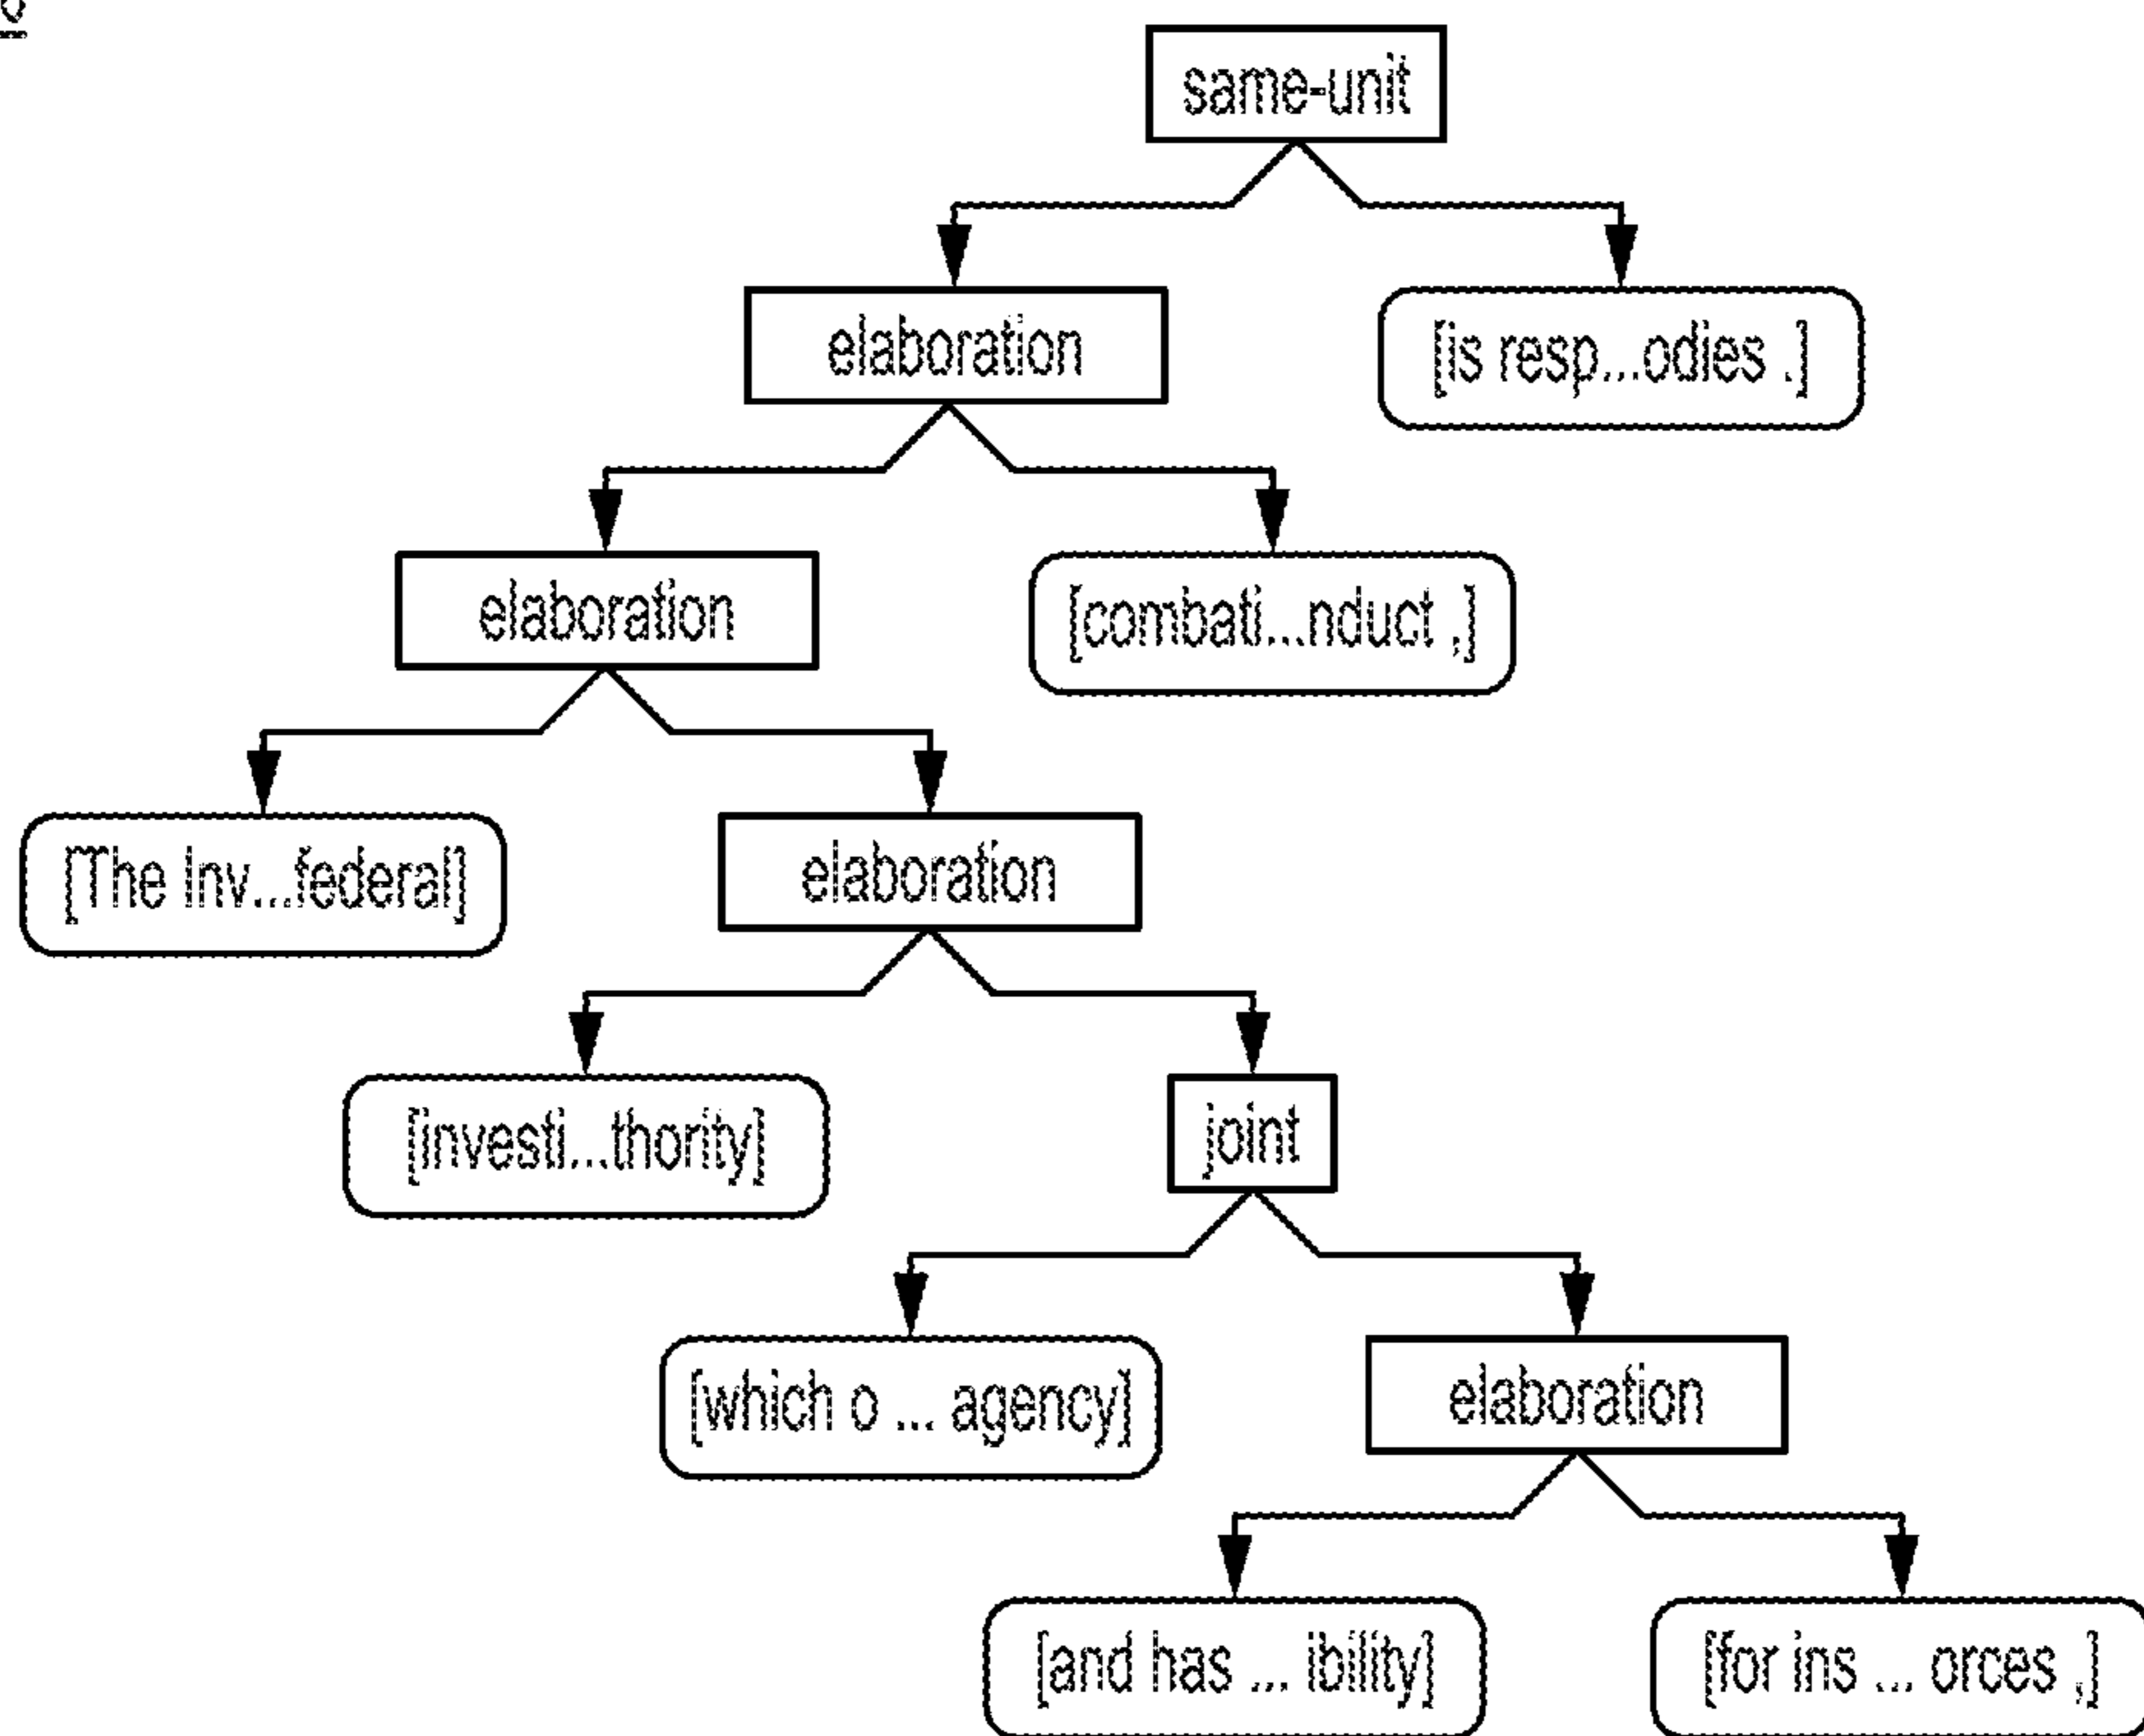 same-unit
elaboration
[is resp...odies .]
elaboration
[combati...nduct ,]
[The Inv...federal]
elaboration
[investi...thority]
joint
[which o ... agency]
elaboration
[and has ... ibility]
[for ins ... orces ,]